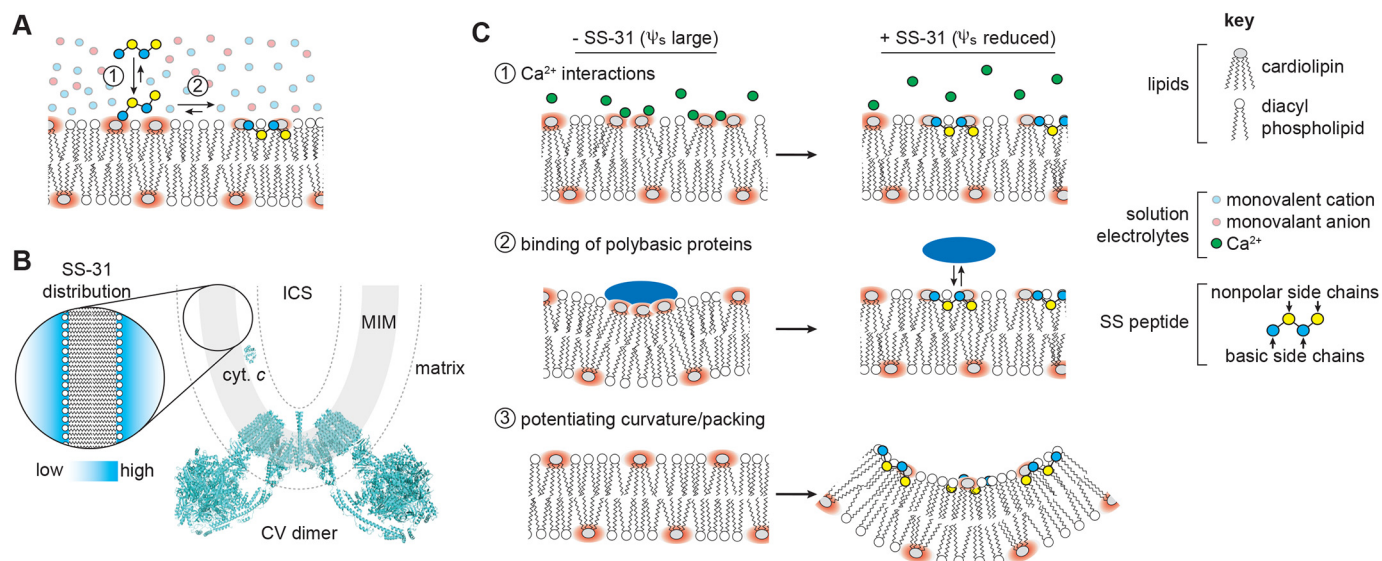 A
1
2
B
SS-31
distribution
low
high
ICS
MIM
cyt. c
matrix
CV dimer
C
- SS-31 (Ψs large)
+ SS-31 (Ψs reduced)
1 Ca2+ interactions
2 binding of polybasic proteins
3 potentiating curvature/packing
key
lipids
cardiolipin
diacyl
phospholipid
solution
electrolytes
monovalent cation
monovalant anion
Ca2+
SS peptide
nonpolar side chains
basic side chains